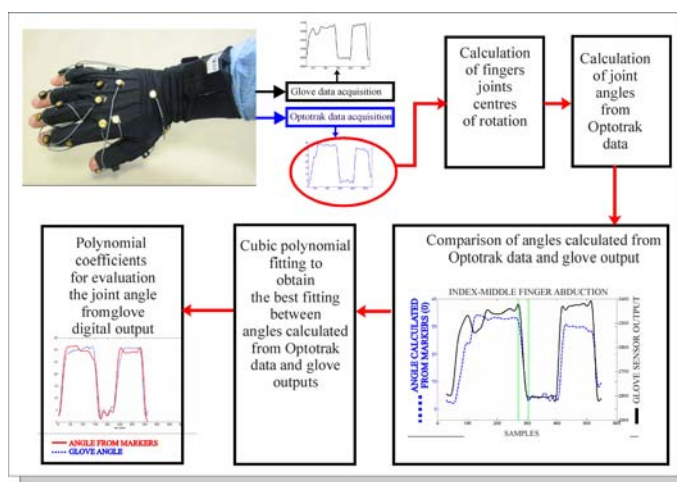 Glove data acquisition
Optotrak data acquisition
Calculation
of fingers
joints
centres
of rotation
Calculation
of joint
angles
from
Optotrak
data
Comparison of angles calculated from
Optotrak data and glove output
INDEX-MIDDLE FINGER ABDUCTION
ANGLE CALCULATED
FROM MARKERS (0)
GLOVE SENSOR OUTPUT
SAMPLES
Cubic polynomial
fitting to
obtain
the best fitting
between
angles calculated
from Optotrak
data and glove
outputs
Polynomial
coefficients
for evaluation
the joint angle
fromglove
digital output
ANGLE FROM MARKERS
GLOVE ANGLE